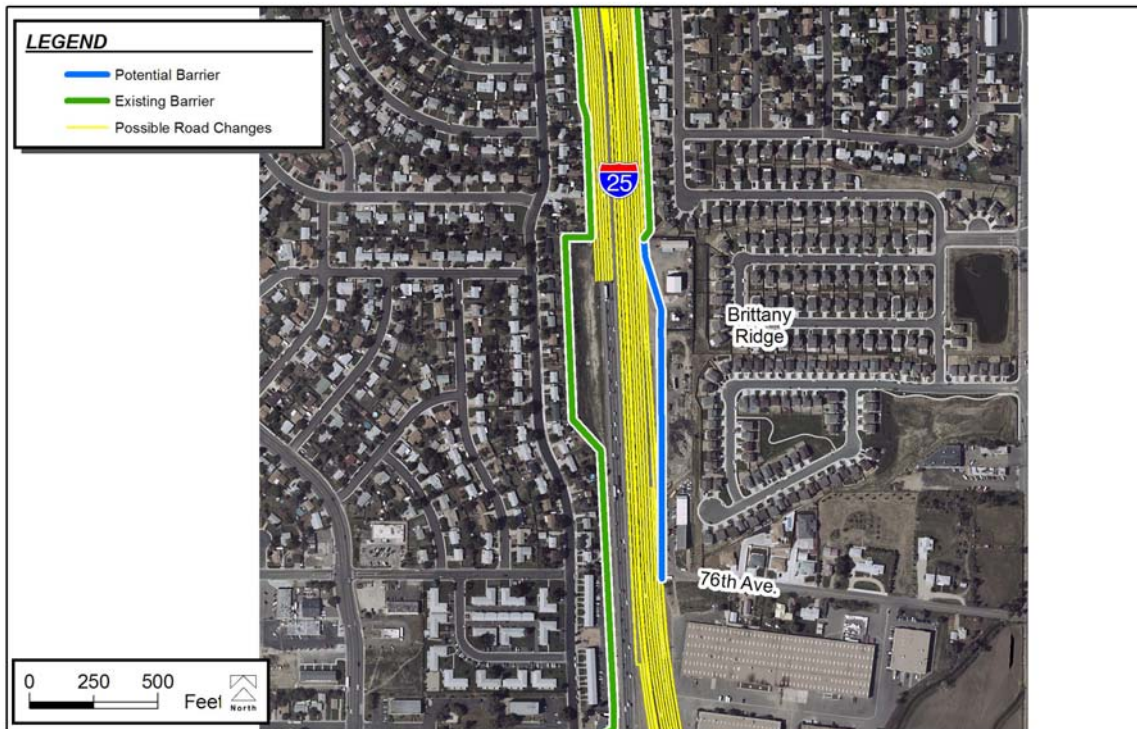 LEGEND
Potential Barrier
Existing Barrier
Possible Road Changes
25
Brittany
Ridge
76th Ave.
0 250 500
Feet
North